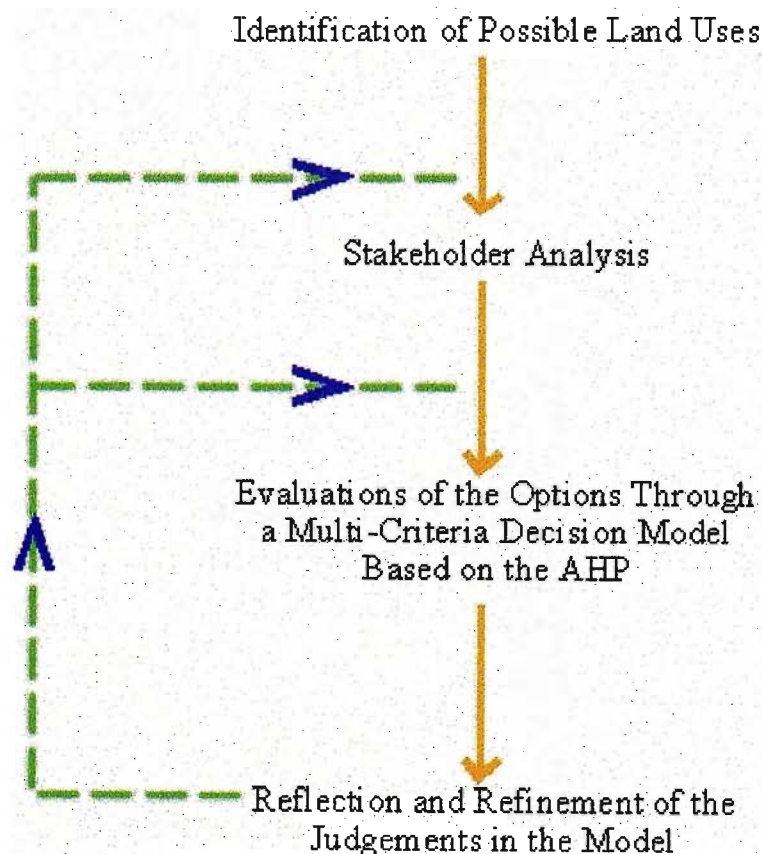 Identification of Possible Land Uses
Stakeholder Analysis
Evaluations of the Options Through
a Multi-Criteria Decision Model
Based on the AHP
Reflection and Refinement of the
Judgements in the Model